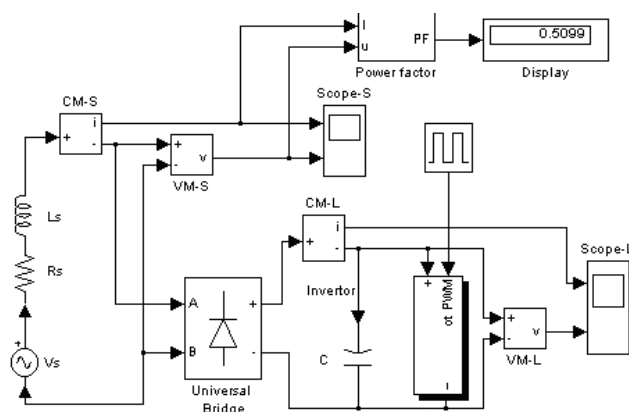 I
u
PF
0.5099
Power factor
Display
CM-S
+
i
-
Scope-S
+
-
v
VM-S
Ls
Rs
+
Vs
CM-L
+
i
-
Scope-L
A
B
+
-
Invertor
C
+
ot PWM
-
+
-
v
VM-L
Universal
Bridge